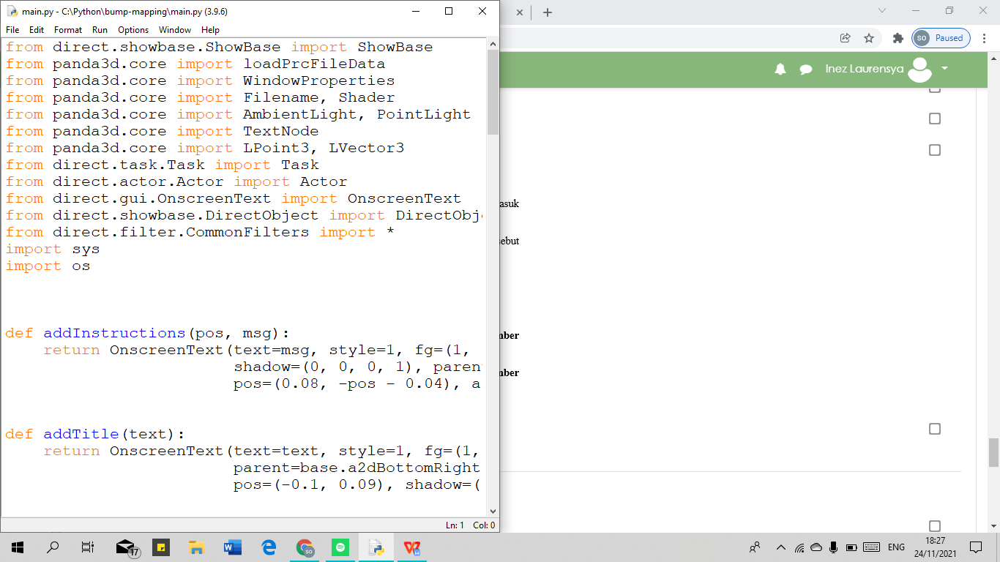 main.py - C:\Python\bump-mapping\main.py (3.9.6)
File Edit Format Run Options Window Help
from direct.showbase.ShowBase import ShowBase
from panda3d.core import loadPrcFileData
from panda3d.core import WindowProperties
from panda3d.core import Filename, Shader
from panda3d.core import AmbientLight, PointLight
from panda3d.core import TextNode
from panda3d.core import LPoint3, LVector3
from direct.task.Task import Task
from direct.actor.Actor import Actor
from direct.gui.OnscreenText import OnscreenText
from direct.showbase.DirectObject import DirectObj
from direct.filter.CommonFilters import *
import sys
import os
def addInstructions(pos, msg):
    return OnscreenText(text=msg, style=1, fg=(1,
                        shadow=(0, 0, 0, 1), paren
                        pos=(0.08, -pos - 0.04), a
def addTitle(text):
    return OnscreenText(text=text, style=1, fg=(1,
                        parent=base.a2dBottomRight
                        pos=(-0.1, 0.09), shadow=(
Ln: 1 Col: 0
SO Paused
Inez Laurensya
asuk
sebut
mber
mber
17
SO
ENG
18:27
24/11/2021